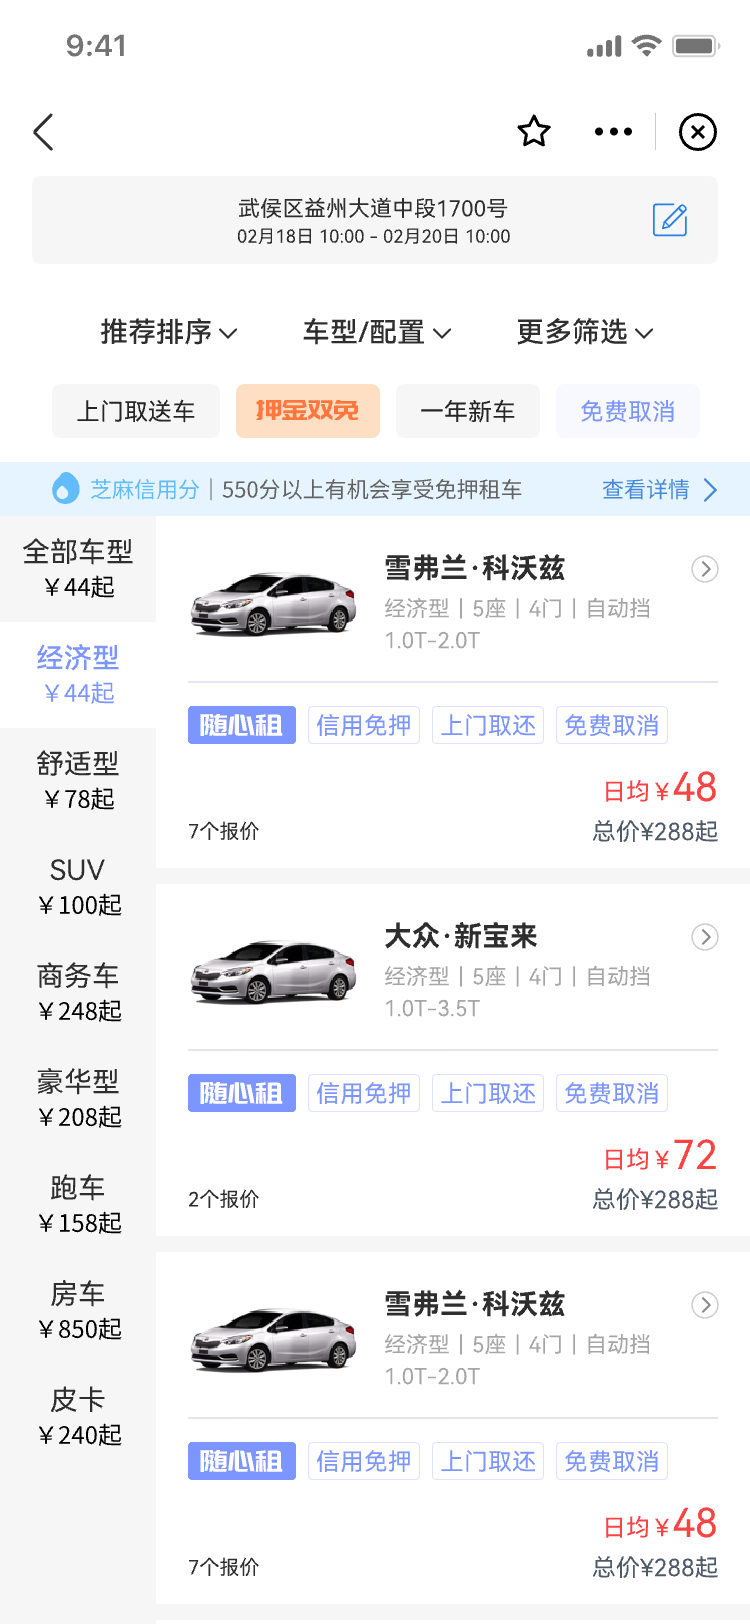 9:41
武侯区益州大道中段1700号
02月18日 10:00 - 02月20日 10:00
推荐排序 车型/配置 更多筛选
上门取送车 押金双免 一年新车 免费取消
芝麻信用分 | 550分以上有机会享受免押租车 查看详情
全部车型
¥44起
经济型
¥44起
舒适型
¥78起
SUV
¥100起
商务车
¥248起
豪华型
¥208起
跑车
¥158起
房车
¥850起
皮卡
¥240起
雪弗兰·科沃兹
经济型 | 5座 | 4门 | 自动挡
1.0T-2.0T
随心租 信用免押 上门取还 免费取消
日均 ¥48
7个报价 总价¥288起
大众·新宝来
经济型 | 5座 | 4门 | 自动挡
1.0T-3.5T
随心租 信用免押 上门取还 免费取消
日均 ¥72
2个报价 总价¥288起
雪弗兰·科沃兹
经济型 | 5座 | 4门 | 自动挡
1.0T-2.0T
随心租 信用免押 上门取还 免费取消
日均 ¥48
7个报价 总价¥288起